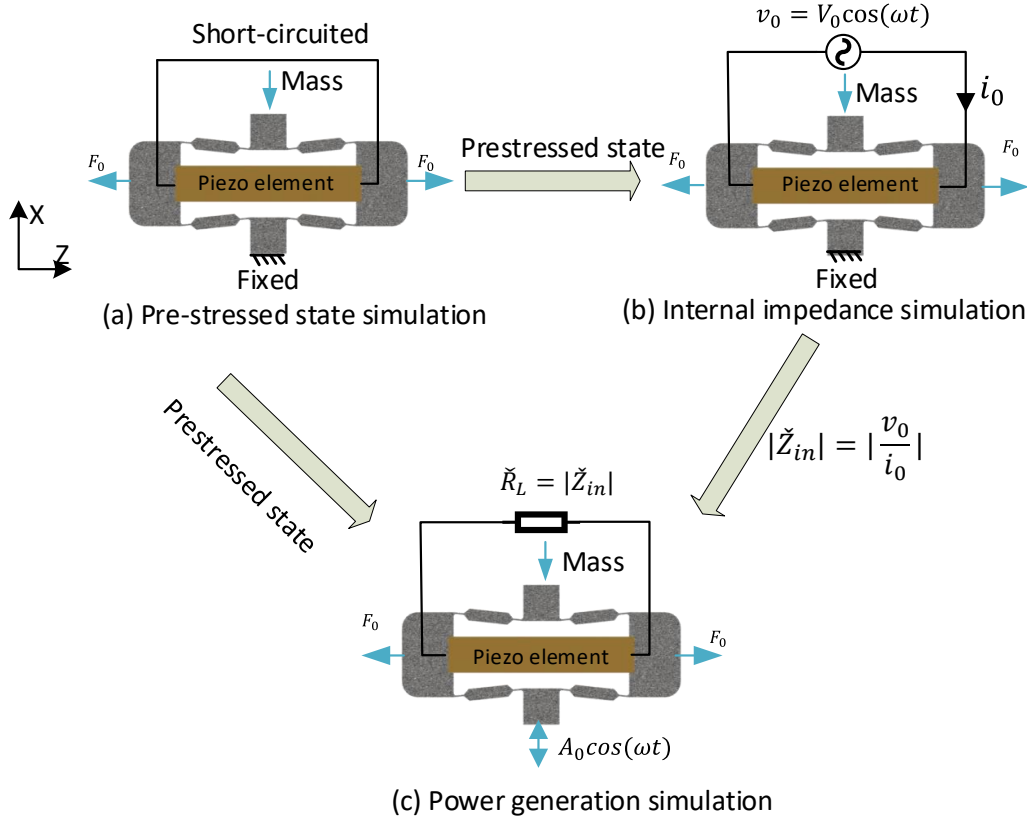 Short-circuited
Mass
F₀
F₀
Piezo element
X
Z
Fixed
(a) Pre-stressed state simulation
Prestressed state
v₀ = V₀cos(ωt)
i₀
Mass
F₀
F₀
Piezo element
Fixed
(b) Internal impedance simulation
Prestressed state
|Žᵢₙ| = |v₀/i₀|
Ř_L = |Žᵢₙ|
Mass
F₀
F₀
Piezo element
A₀cos(ωt)
(c) Power generation simulation